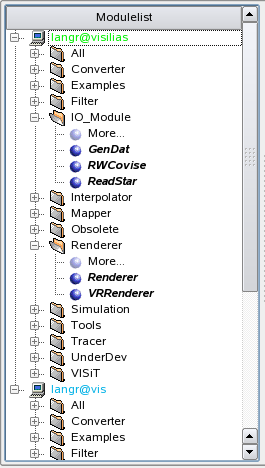 Modulelist
langr@visilias
All
Converter
Examples
Filter
IO_Module
More...
GenDat
RWCovise
ReadStar
Interpolator
Mapper
Obsolete
Renderer
More...
Renderer
VRRenderer
Simulation
Tools
Tracer
UnderDev
VISiT
langr@vis
All
Converter
Examples
Filter